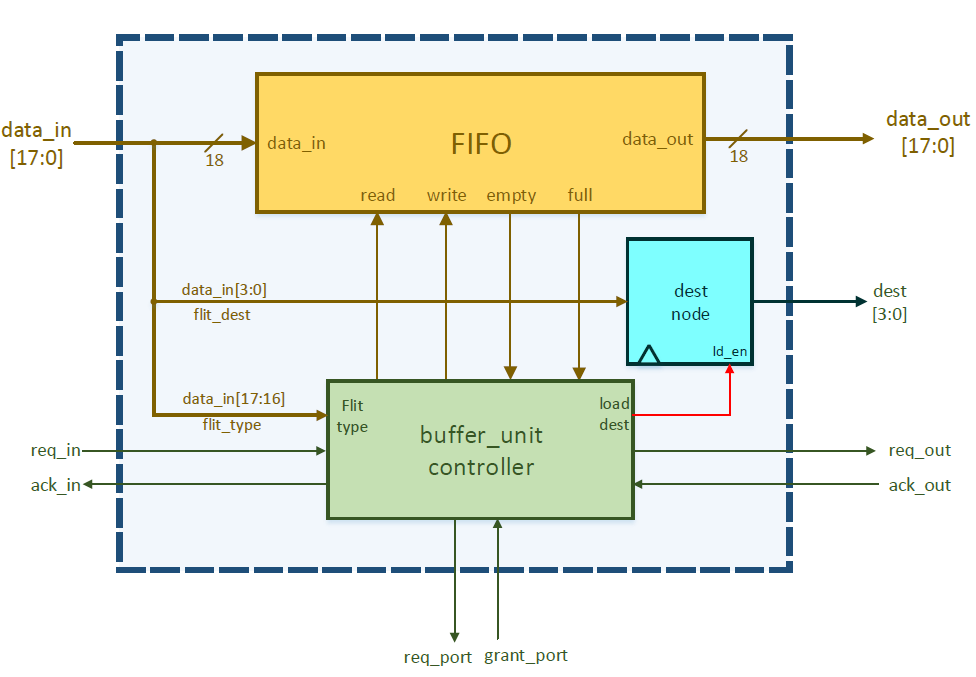 data_in
[17:0]
18
data_in
FIFO
data_out
18
data_out
[17:0]
read
write
empty
full
data_in[3:0]
flit_dest
dest
node
ld_en
dest
[3:0]
data_in[17:16]
flit_type
Flit
type
load
dest
buffer_unit
controller
req_in
ack_in
req_out
ack_out
req_port
grant_port